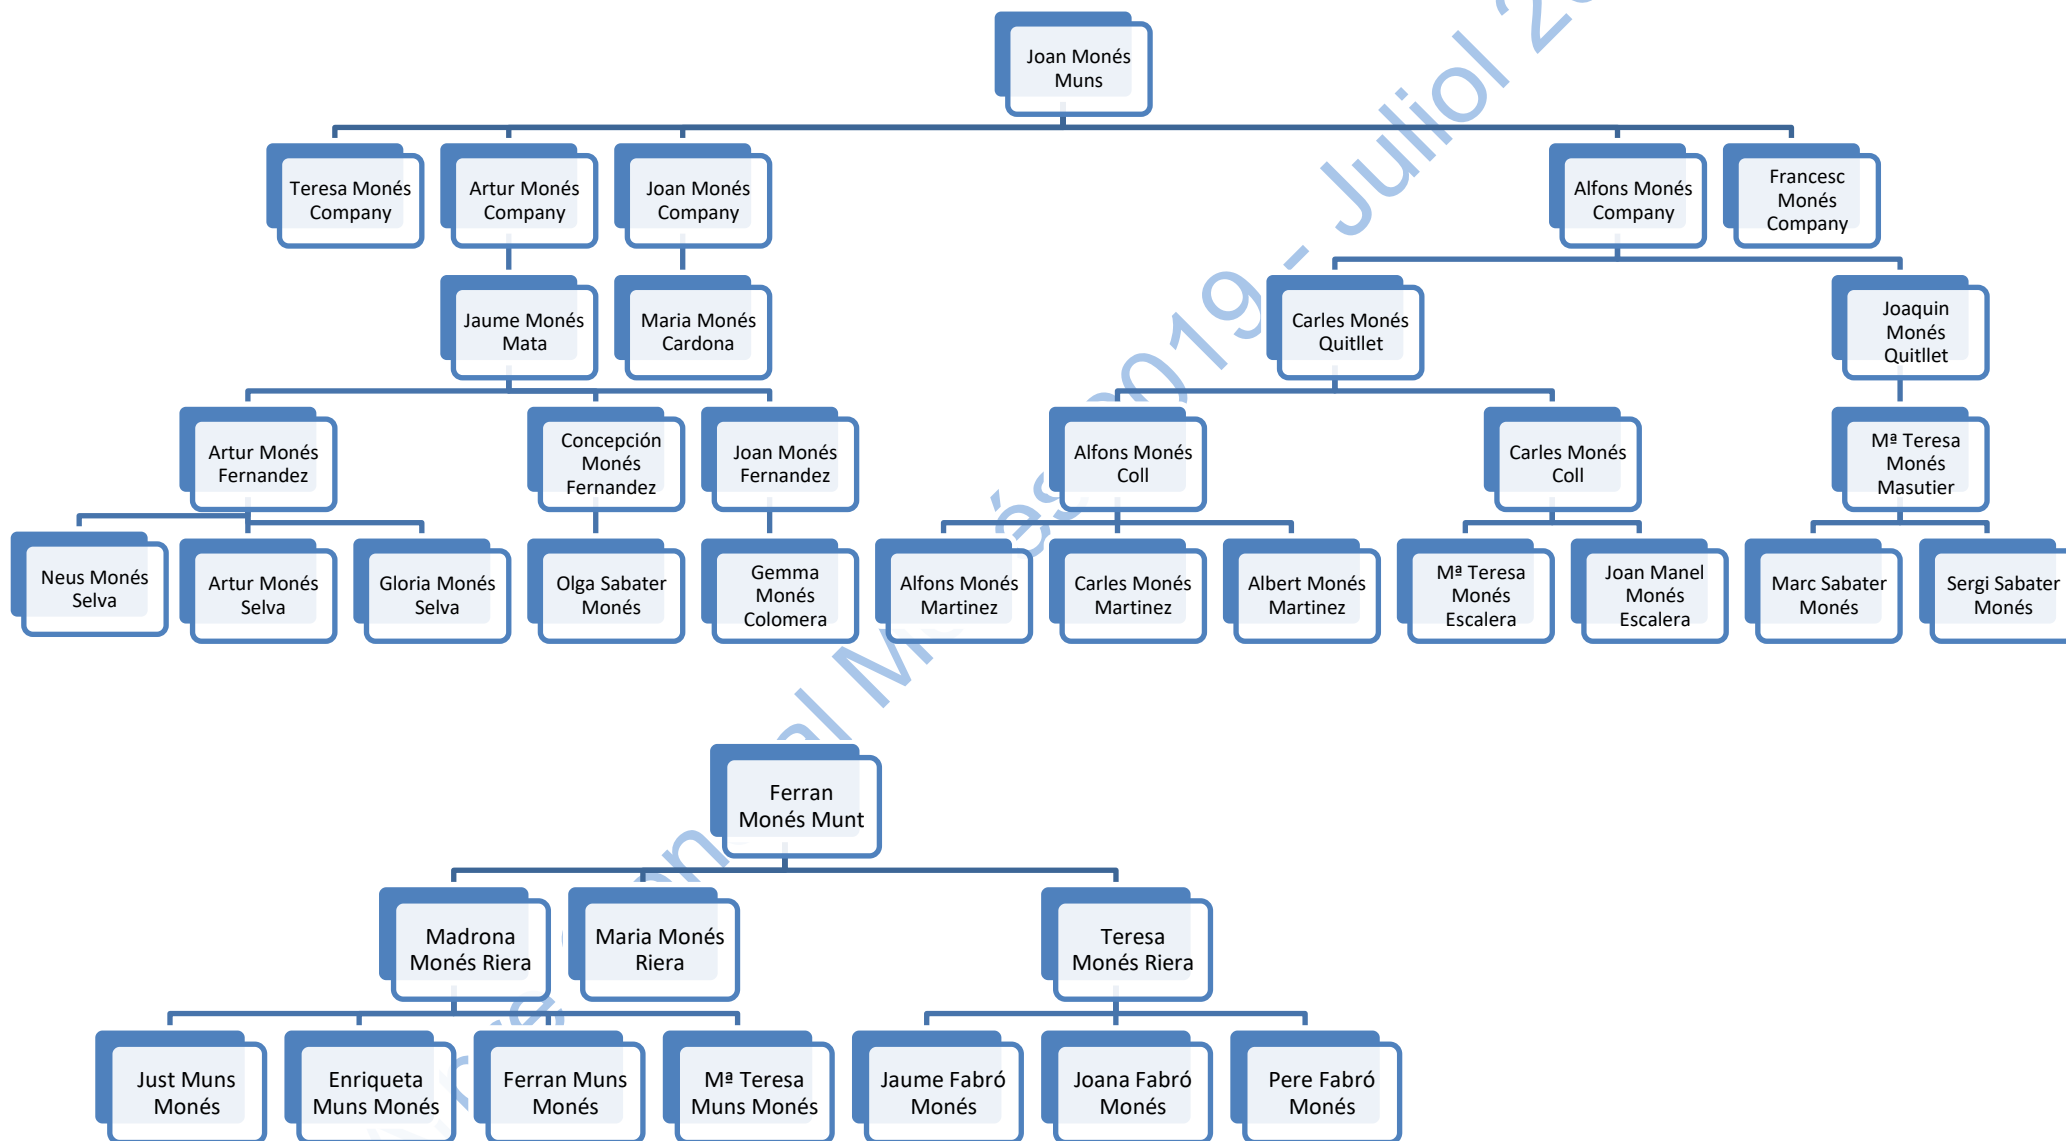 Joan Monés
Muns
Teresa Monés
Company
Artur Monés
Company
Joan Monés
Company
Alfons Monés
Company
Francesc
Monés
Company
Jaume Monés
Mata
Maria Monés
Cardona
Carles Monés
Quitllet
Joaquin
Monés
Quitllet
Artur Monés
Fernandez
Concepción
Monés
Fernandez
Joan Monés
Fernandez
Alfons Monés
Coll
Carles Monés
Coll
Mª Teresa
Monés
Masutier
Neus Monés
Selva
Artur Monés
Selva
Gloria Monés
Selva
Olga Sabater
Monés
Gemma
Monés
Colomera
Alfons Monés
Martinez
Carles Monés
Martinez
Albert Monés
Martinez
Mª Teresa
Monés
Escalera
Joan Manel
Monés
Escalera
Marc Sabater
Monés
Sergi Sabater
Monés
Ferran
Monés Munt
Madrona
Monés Riera
Maria Monés
Riera
Teresa
Monés Riera
Just Muns
Monés
Enriqueta
Muns Monés
Ferran Muns
Monés
Mª Teresa
Muns Monés
Jaume Fabró
Monés
Joana Fabró
Monés
Pere Fabró
Monés
- Juliol